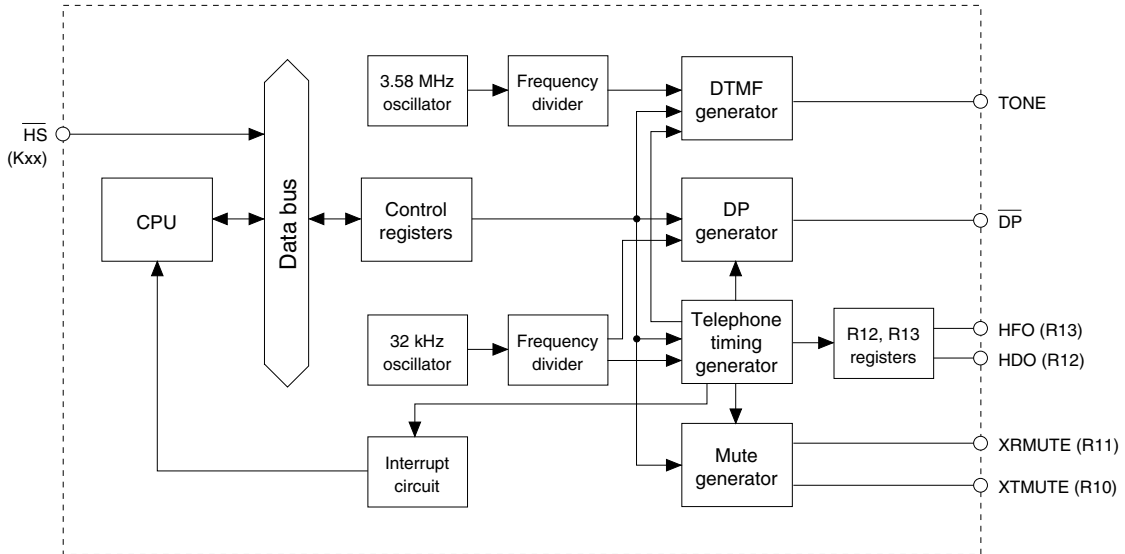 3.58 MHz
oscillator
Frequency
divider
DTMF
generator
TONE
H̅S̅
(Kxx)
CPU
Data bus
Control
registers
DP
generator
D̅P̅
32 kHz
oscillator
Frequency
divider
Telephone
timing
generator
R12, R13
registers
HFO (R13)
HDO (R12)
Interrupt
circuit
Mute
generator
XRMUTE (R11)
XTMUTE (R10)